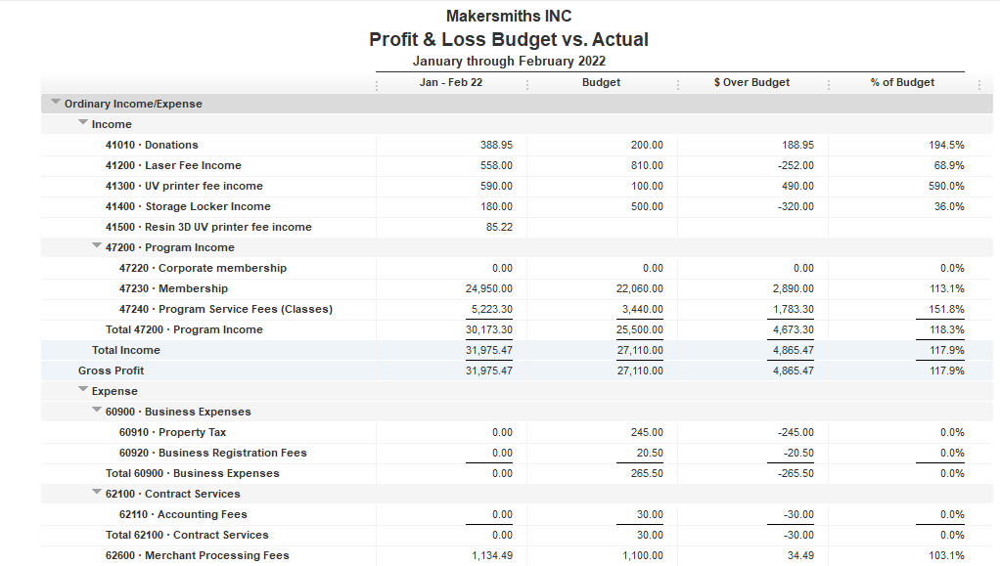 Makersmiths INC
Profit & Loss Budget vs. Actual
January through February 2022
Jan - Feb 22 Budget $ Over Budget % of Budget
Ordinary Income/Expense
Income
41010 · Donations 388.95 200.00 188.95 194.5%
41200 · Laser Fee Income 558.00 810.00 -252.00 68.9%
41300 · UV printer fee income 590.00 100.00 490.00 590.0%
41400 · Storage Locker Income 180.00 500.00 -320.00 36.0%
41500 · Resin 3D UV printer fee income 85.22
47200 · Program Income
47220 · Corporate membership 0.00 0.00 0.00 0.0%
47230 · Membership 24,950.00 22,060.00 2,890.00 113.1%
47240 · Program Service Fees (Classes) 5,223.30 3,440.00 1,783.30 151.8%
Total 47200 · Program Income 30,173.30 25,500.00 4,673.30 118.3%
Total Income 31,975.47 27,110.00 4,865.47 117.9%
Gross Profit 31,975.47 27,110.00 4,865.47 117.9%
Expense
60900 · Business Expenses
60910 · Property Tax 0.00 245.00 -245.00 0.0%
60920 · Business Registration Fees 0.00 20.50 -20.50 0.0%
Total 60900 · Business Expenses 0.00 265.50 -265.50 0.0%
62100 · Contract Services
62110 · Accounting Fees 0.00 30.00 -30.00 0.0%
Total 62100 · Contract Services 0.00 30.00 -30.00 0.0%
62600 · Merchant Processing Fees 1,134.49 1,100.00 34.49 103.1%